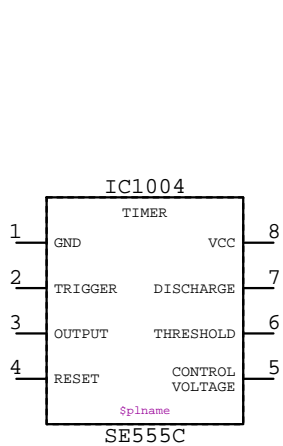 IC1004
TIMER
1 GND VCC 8
2 TRIGGER DISCHARGE 7
3 OUTPUT THRESHOLD 6
4 RESET CONTROL VOLTAGE 5
$plname
SE555C